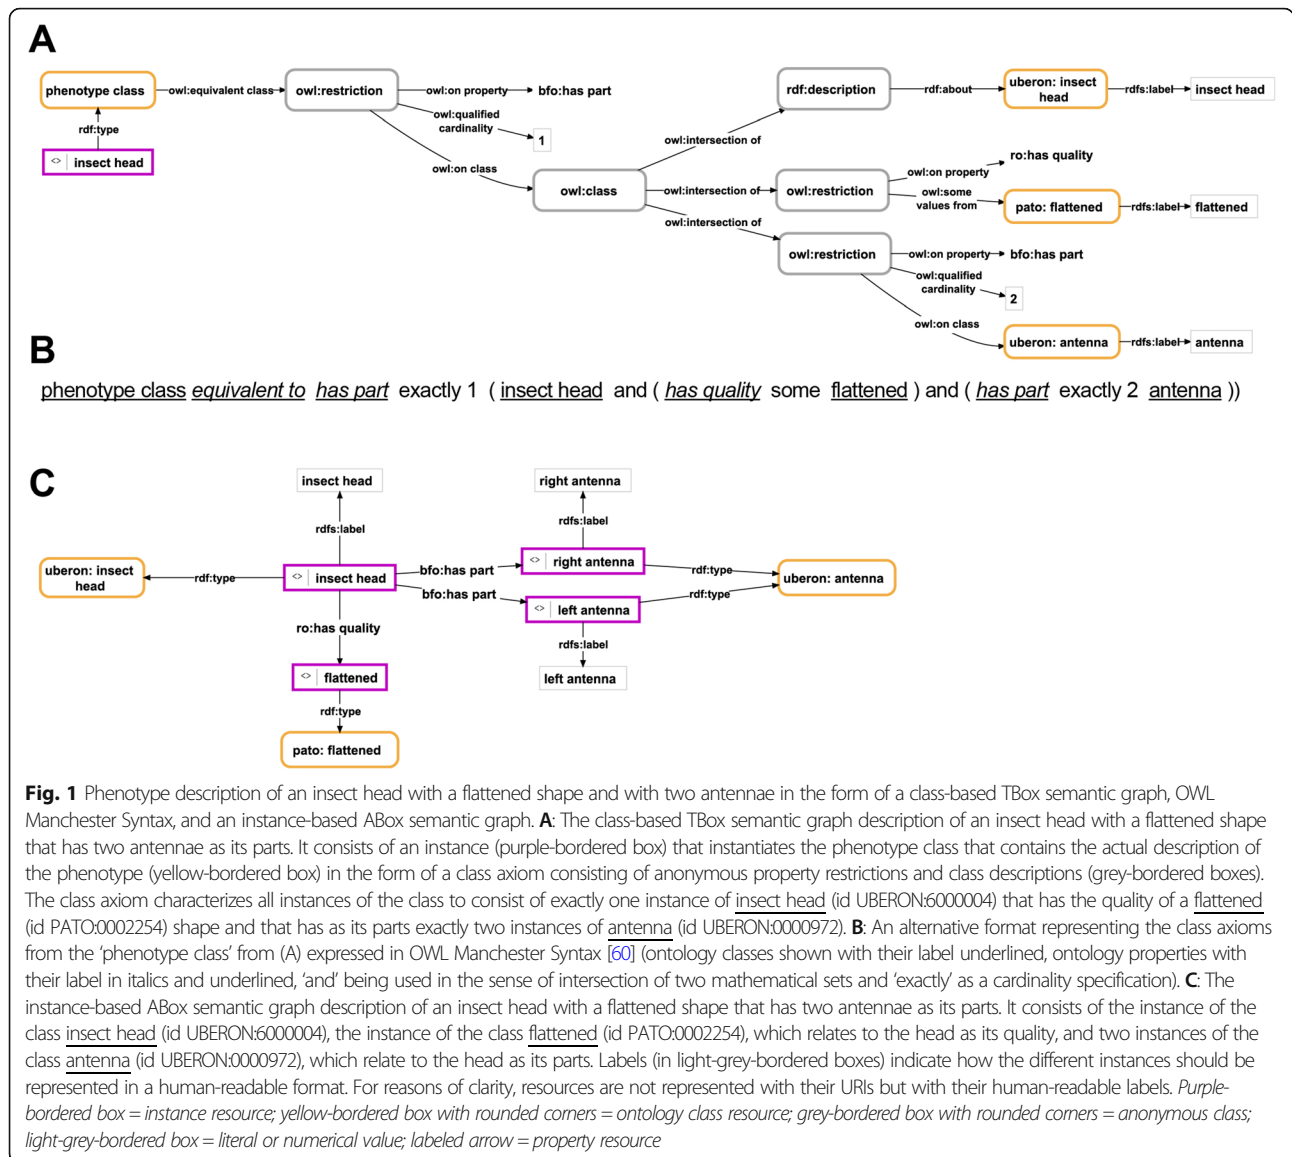 A
phenotype class
owl:equivalent class
owl:restriction
owl:on property
bfo:has part
owl:qualified
cardinality
1
owl:on class
rdf:type
<> insect head
owl:class
owl:intersection of
rdf:description
rdf:about
uberon: insect
head
rdfs:label
insect head
owl:intersection of
owl:restriction
owl:on property
ro:has quality
owl:some
values from
pato: flattened
rdfs:label
flattened
owl:intersection of
owl:restriction
owl:on property
bfo:has part
owl:qualified
cardinality
2
owl:on class
uberon: antenna
rdfs:label
antenna
B
phenotype class equivalent to has part exactly 1 ( insect head and ( has quality some flattened ) and ( has part exactly 2 antenna ))
C
insect head
rdfs:label
uberon: insect
head
rdf:type
<> insect head
bfo:has part
bfo:has part
right antenna
rdfs:label
<> right antenna
rdf:type
uberon: antenna
<> left antenna
rdf:type
rdfs:label
left antenna
ro:has quality
<> flattened
rdf:type
pato: flattened
Fig. 1 Phenotype description of an insect head with a flattened shape and with two antennae in the form of a class-based TBox semantic graph, OWL
Manchester Syntax, and an instance-based ABox semantic graph. A: The class-based TBox semantic graph description of an insect head with a flattened shape
that has two antennae as its parts. It consists of an instance (purple-bordered box) that instantiates the phenotype class that contains the actual description of
the phenotype (yellow-bordered box) in the form of a class axiom consisting of anonymous property restrictions and class descriptions (grey-bordered boxes).
The class axiom characterizes all instances of the class to consist of exactly one instance of insect head (id UBERON:6000004) that has the quality of a flattened
(id PATO:0002254) shape and that has as its parts exactly two instances of antenna (id UBERON:0000972). B: An alternative format representing the class axioms
from the 'phenotype class' from (A) expressed in OWL Manchester Syntax [60] (ontology classes shown with their label underlined, ontology properties with
their label in italics and underlined, 'and' being used in the sense of intersection of two mathematical sets and 'exactly' as a cardinality specification). C: The
instance-based ABox semantic graph description of an insect head with a flattened shape that has two antennae as its parts. It consists of the instance of the
class insect head (id UBERON:6000004), the instance of the class flattened (id PATO:0002254), which relates to the head as its quality, and two instances of the
class antenna (id UBERON:0000972), which relate to the head as its parts. Labels (in light-grey-bordered boxes) indicate how the different instances should be
represented in a human-readable format. For reasons of clarity, resources are not represented with their URIs but with their human-readable labels. Purple-
bordered box = instance resource; yellow-bordered box with rounded corners = ontology class resource; grey-bordered box with rounded corners = anonymous class;
light-grey-bordered box = literal or numerical value; labeled arrow = property resource